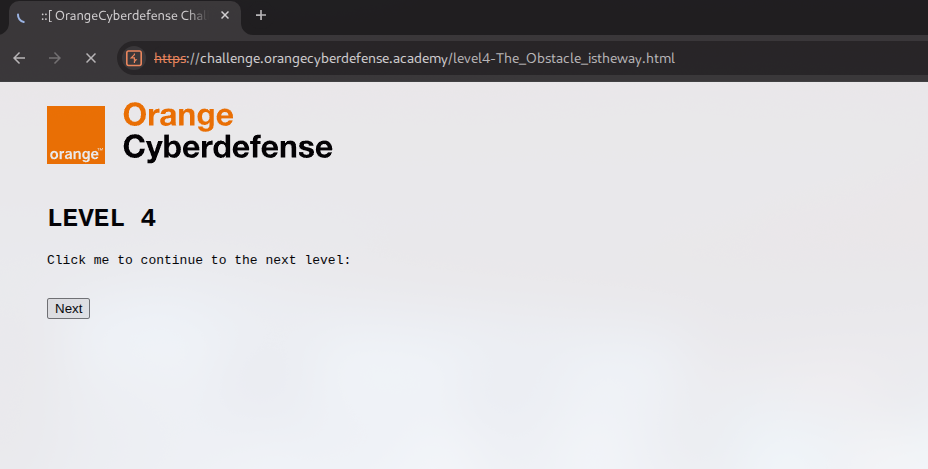 ::[ OrangeCyberdefense Chal
https://challenge.orangecyberdefense.academy/level4-The_Obstacle_istheway.html
Orange
Cyberdefense
orange™
LEVEL 4
Click me to continue to the next level:
Next